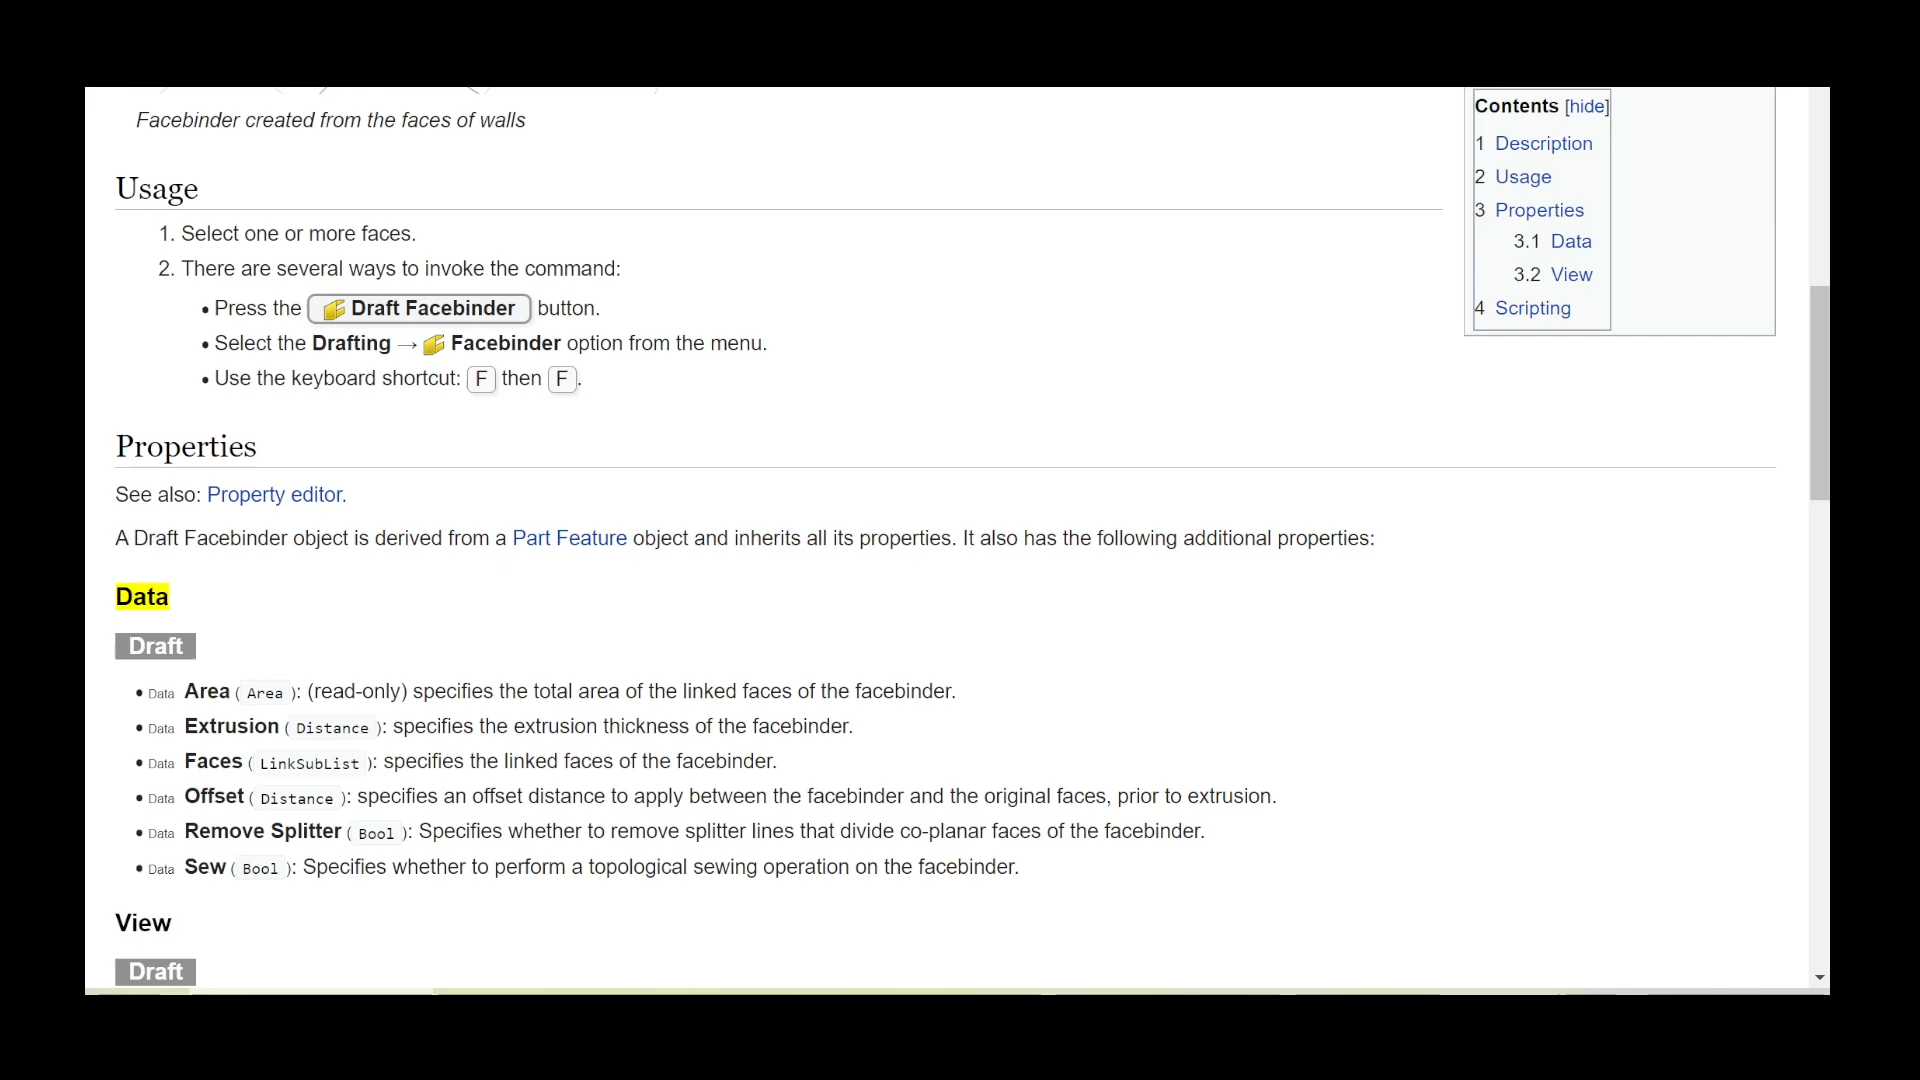 Facebinder created from the faces of walls
Contents [hide]
1 Description
2 Usage
3 Properties
3.1 Data
3.2 View
4 Scripting
Usage
1. Select one or more faces.
2. There are several ways to invoke the command:
• Press the Draft Facebinder button.
• Select the Drafting → Facebinder option from the menu.
• Use the keyboard shortcut: F then F.
Properties
See also: Property editor.
A Draft Facebinder object is derived from a Part Feature object and inherits all its properties. It also has the following additional properties:
Data
Draft
• Data Area ( Area ): (read-only) specifies the total area of the linked faces of the facebinder.
• Data Extrusion ( Distance ): specifies the extrusion thickness of the facebinder.
• Data Faces ( LinkSubList ): specifies the linked faces of the facebinder.
• Data Offset ( Distance ): specifies an offset distance to apply between the facebinder and the original faces, prior to extrusion.
• Data Remove Splitter ( Bool ): Specifies whether to remove splitter lines that divide co-planar faces of the facebinder.
• Data Sew ( Bool ): Specifies whether to perform a topological sewing operation on the facebinder.
View
Draft